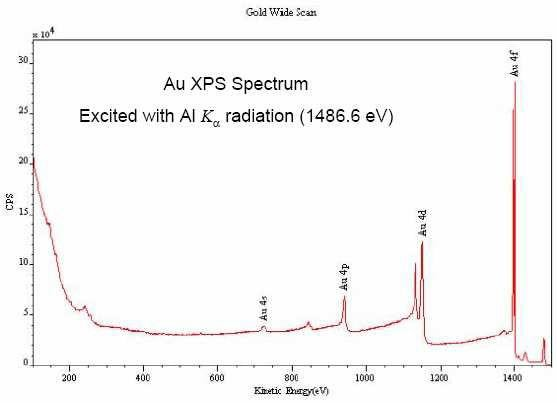 Gold Wide Scan
x 10⁴
30
25
20
15
10
5
0
CPS
Au XPS Spectrum
Excited with Al Kα radiation (1486.6 eV)
Au 4s
Au 4p
Au 4d
Au 4f
200 400 600 800 1000 1200 1400
Kinetic Energy(eV)